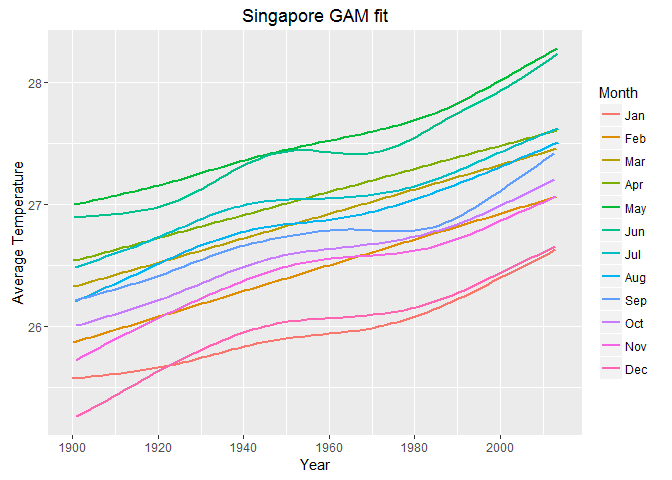 Singapore GAM fit
Average Temperature
28
27
26
1900
1920
1940
1960
1980
2000
Year
Month
Jan
Feb
Mar
Apr
May
Jun
Jul
Aug
Sep
Oct
Nov
Dec